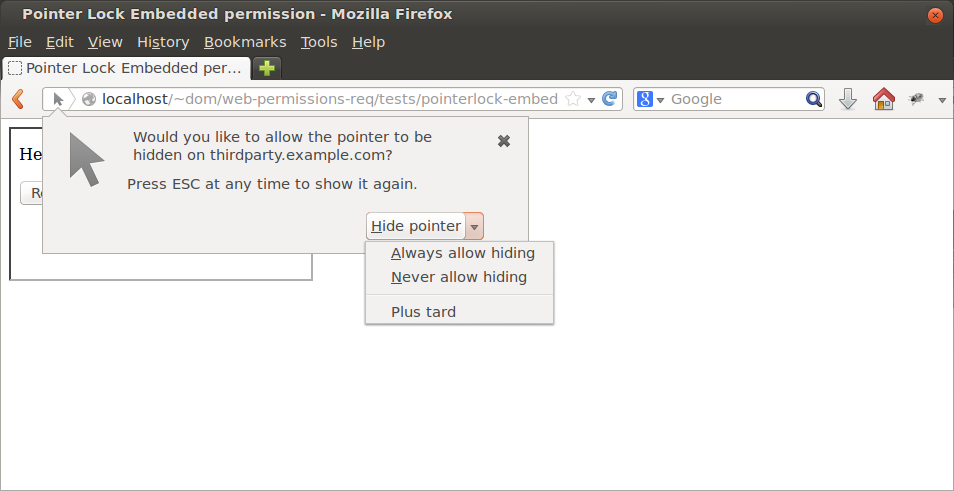 Pointer Lock Embedded permission - Mozilla Firefox
File Edit View History Bookmarks Tools Help
Pointer Lock Embedded per...
localhost/~dom/web-permissions-req/tests/pointerlock-embed
Google
He
Would you like to allow the pointer to be
hidden on thirdparty.example.com?
Press ESC at any time to show it again.
Hide pointer
Always allow hiding
Never allow hiding
Plus tard